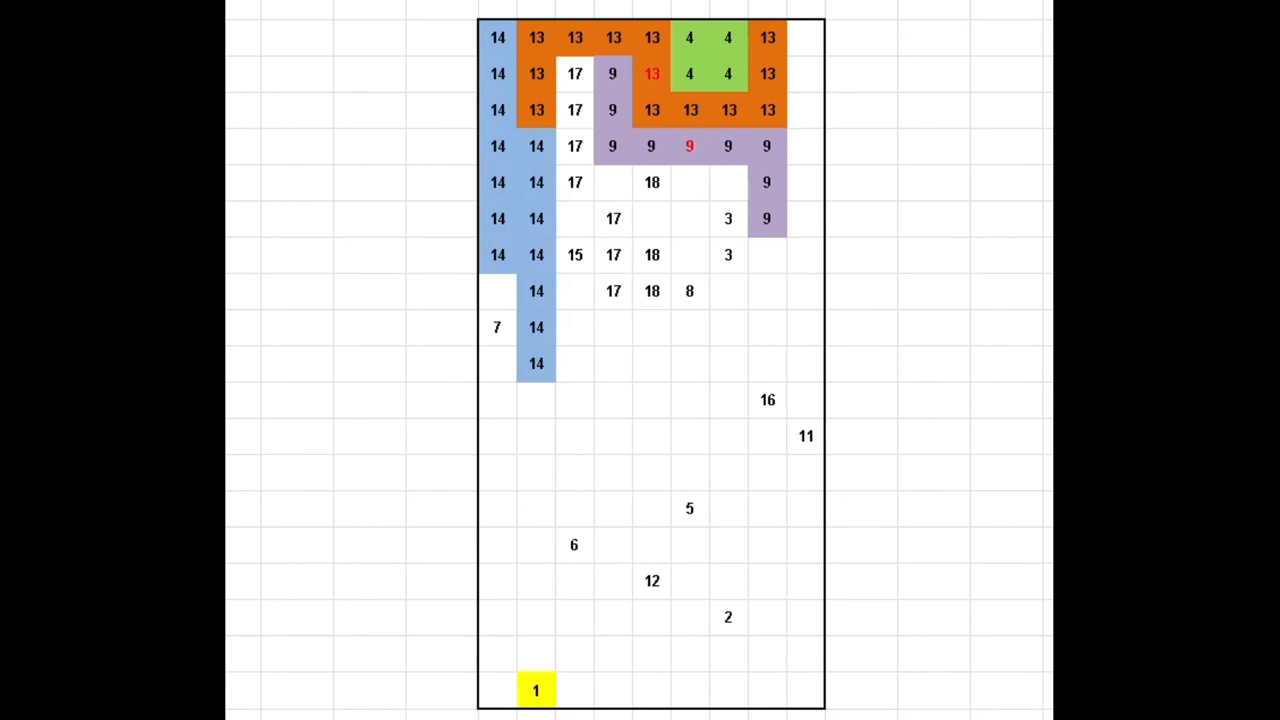 14 13 13 13 13 4 4 13
14 13 17 9 13 4 4 13
14 13 17 9 13 13 13 13
14 14 17 9 9 9 9 9
14 14 17 18 9
14 14 17 3 9
14 14 15 17 18 3
14 17 18 8
7 14
14
16
11
5
6
12
2
1